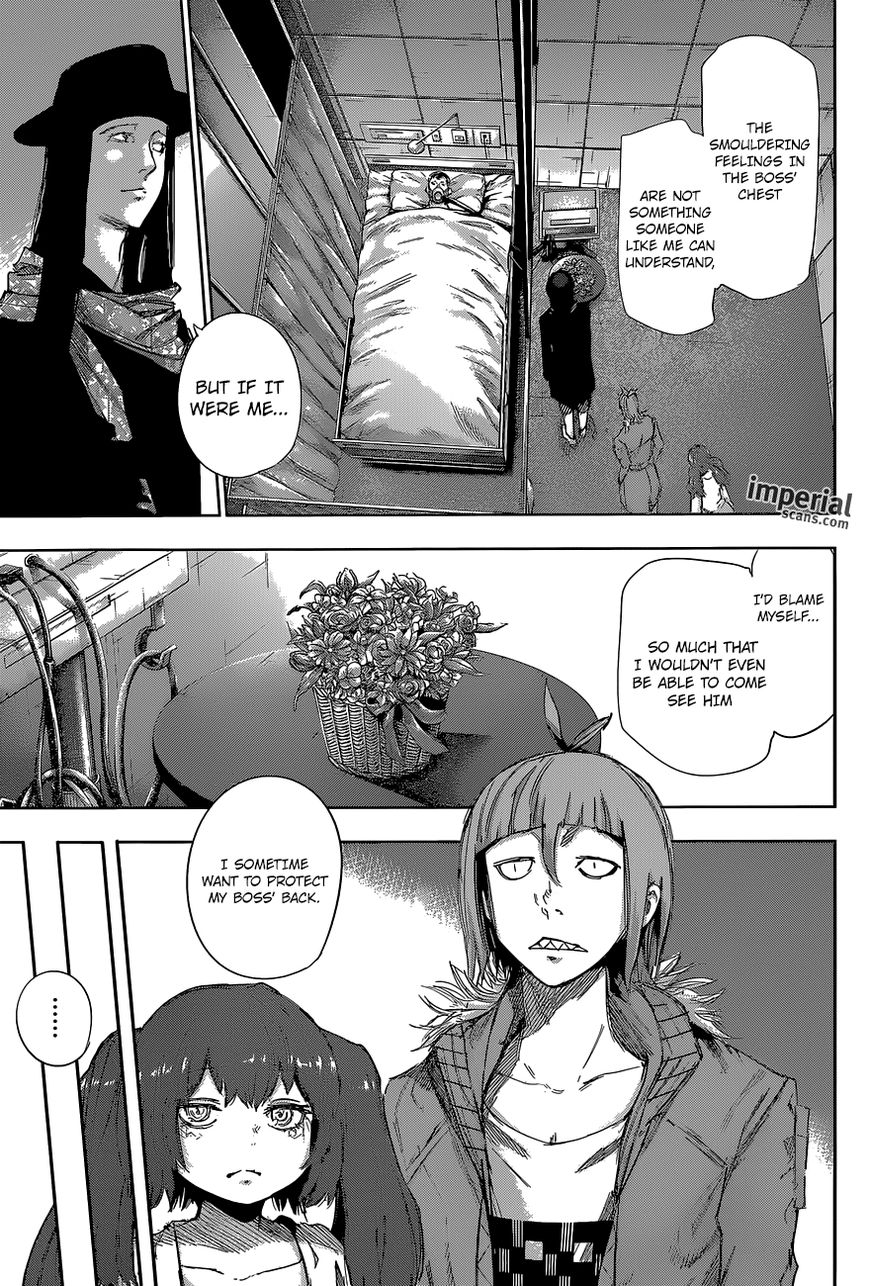 THE
SMOULDERING
FEELINGS IN
THE BOSS'
CHEST
ARE NOT
SOMETHING
SOMEONE
LIKE ME CAN
UNDERSTAND,
BUT IF IT
WERE ME...
imperial
scans.com
I'D BLAME
MYSELF...
SO MUCH THAT
I WOULDN'T EVEN
BE ABLE TO COME
SEE HIM
I SOMETIME
WANT TO PROTECT
MY BOSS' BACK.
......